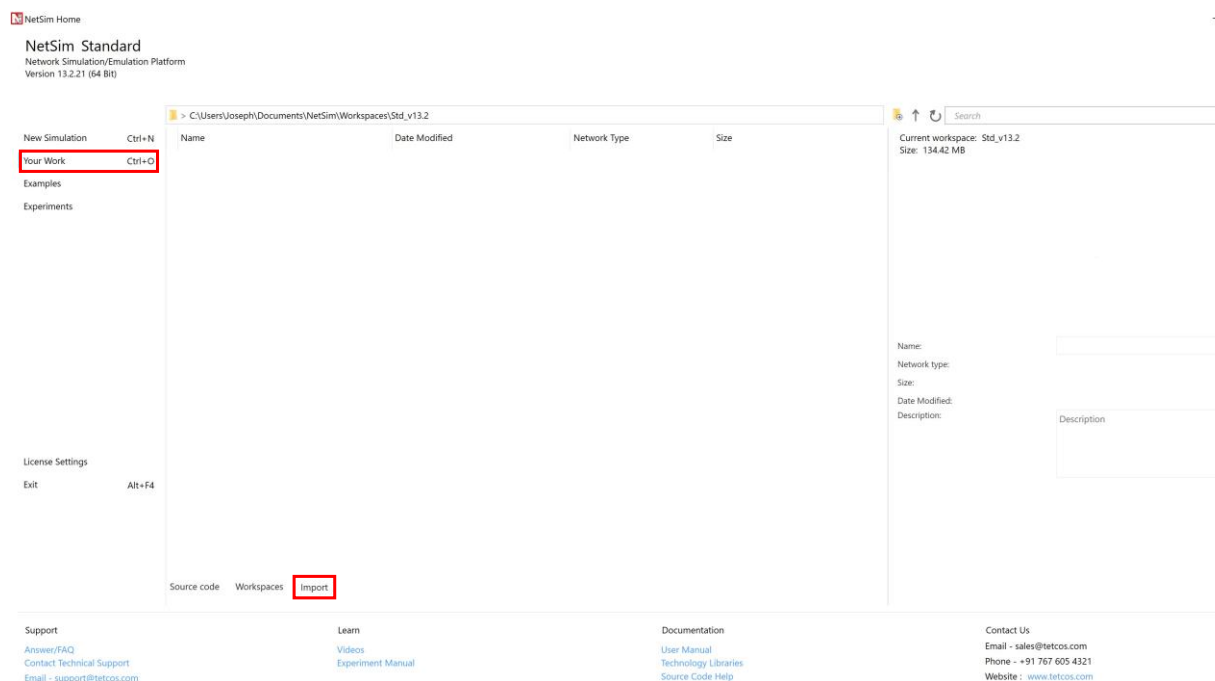 NetSim Home
NetSim Standard
Network Simulation/Emulation Platform
Version 13.2.21 (64 Bit)
> C:\Users\Joseph\Documents\NetSim\Workspaces\Std_v13.2
Search
New Simulation Ctrl+N
Your Work Ctrl+O
Examples
Experiments
License Settings
Exit Alt+F4
Name Date Modified Network Type Size
Source code Workspaces Import
Current workspace: Std_v13.2
Size: 134.42 MB
Name:
Network type:
Size:
Date Modified:
Description:
Description
Support
Answer/FAQ
Contact Technical Support
Email - support@tetcos.com
Learn
Videos
Experiment Manual
Documentation
User Manual
Technology Libraries
Source Code Help
Contact Us
Email - sales@tetcos.com
Phone - +91 767 605 4321
Website : www.tetcos.com